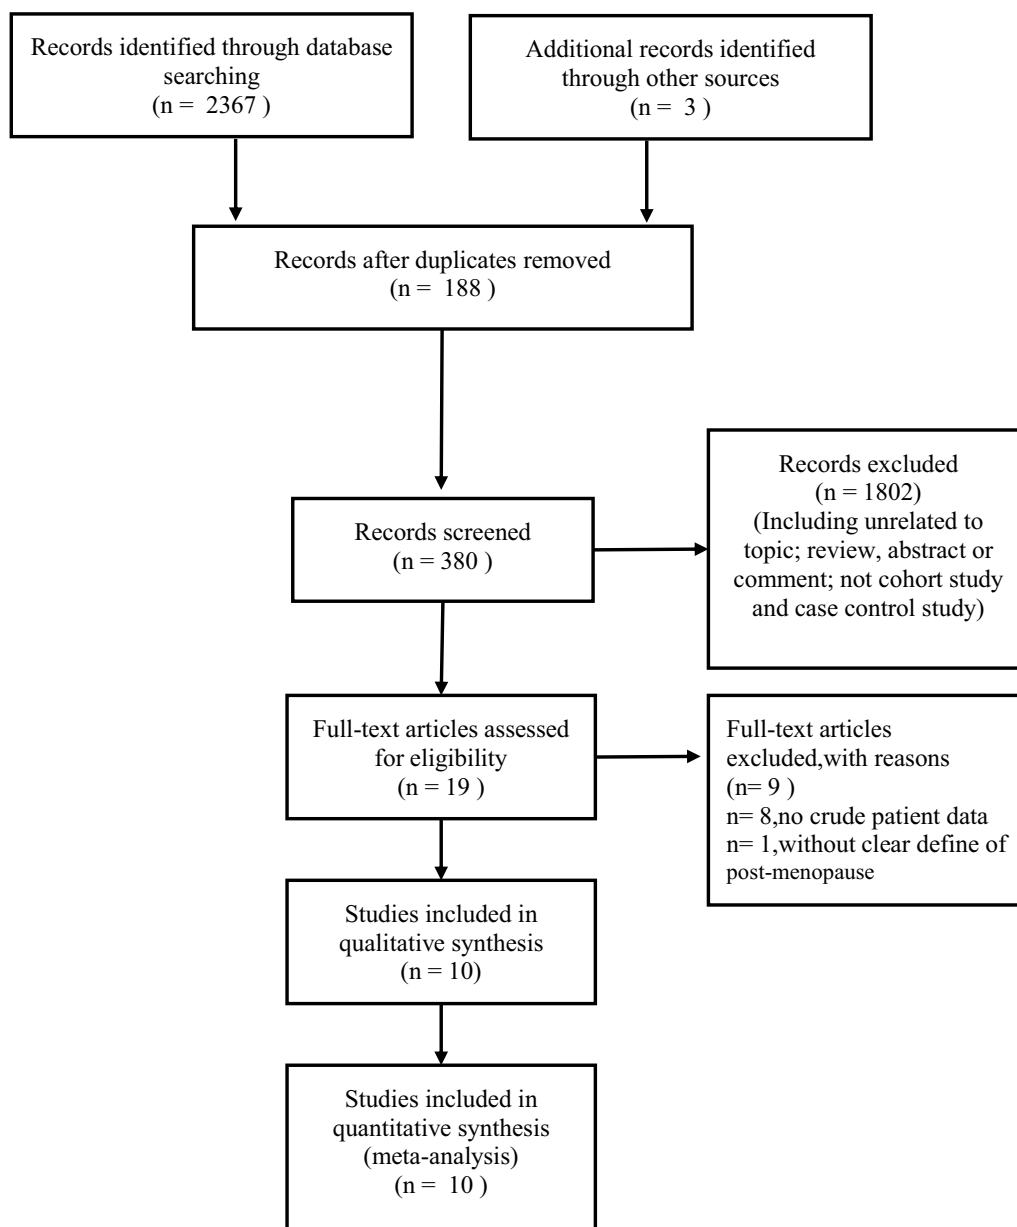 Records identified through database
searching
(n =  2367 )
Additional records identified
through other sources
(n =  3 )
Records after duplicates removed
(n =  188 )
Records screened
(n = 380 )
Records excluded
(n = 1802)
(Including unrelated to
topic; review, abstract or
comment; not cohort study
and case control study)
Full-text articles assessed
for eligibility
(n = 19 )
Full-text articles
excluded,with reasons
(n= 9 )
n= 8,no crude patient data
n= 1,without clear define of
post-menopause
Studies included in
qualitative synthesis
(n = 10)
Studies included in
quantitative synthesis
(meta-analysis)
(n =  10 )